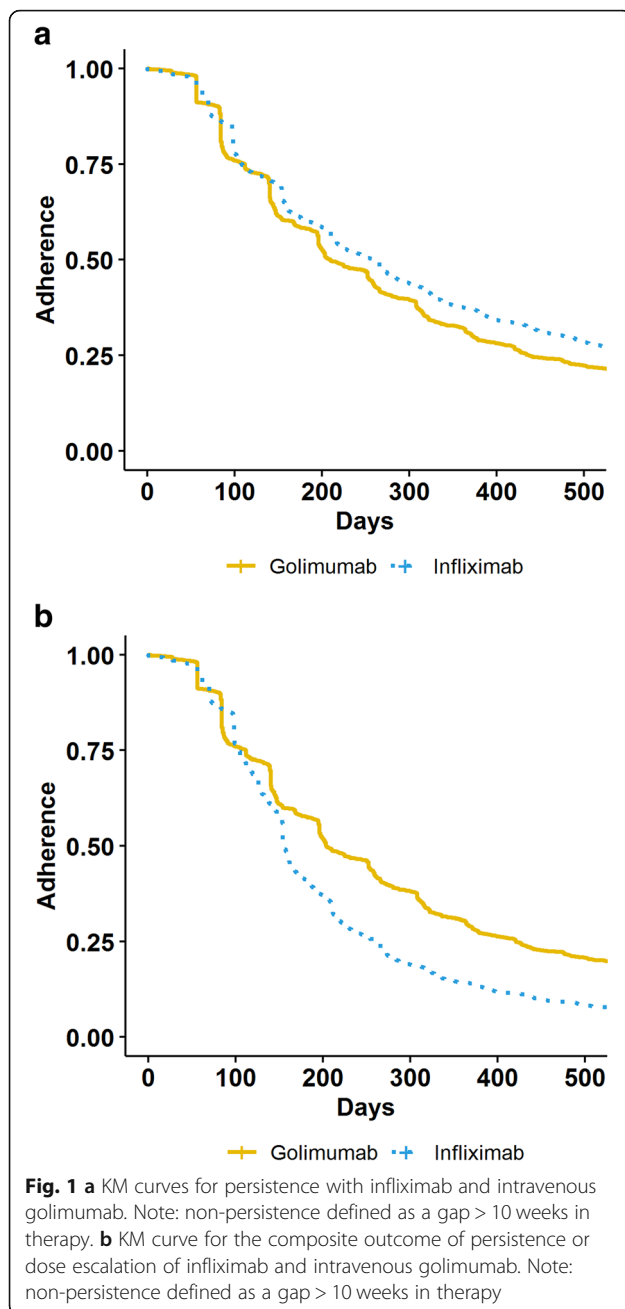 a
1.00
0.75
0.50
0.25
0.00
Adherence
0 100 200 300 400 500
Days
Golimumab Infliximab
b
1.00
0.75
0.50
0.25
0.00
Adherence
0 100 200 300 400 500
Days
Golimumab Infliximab
Fig. 1 a KM curves for persistence with infliximab and intravenous
golimumab. Note: non-persistence defined as a gap > 10 weeks in
therapy. b KM curve for the composite outcome of persistence or
dose escalation of infliximab and intravenous golimumab. Note:
non-persistence defined as a gap > 10 weeks in therapy